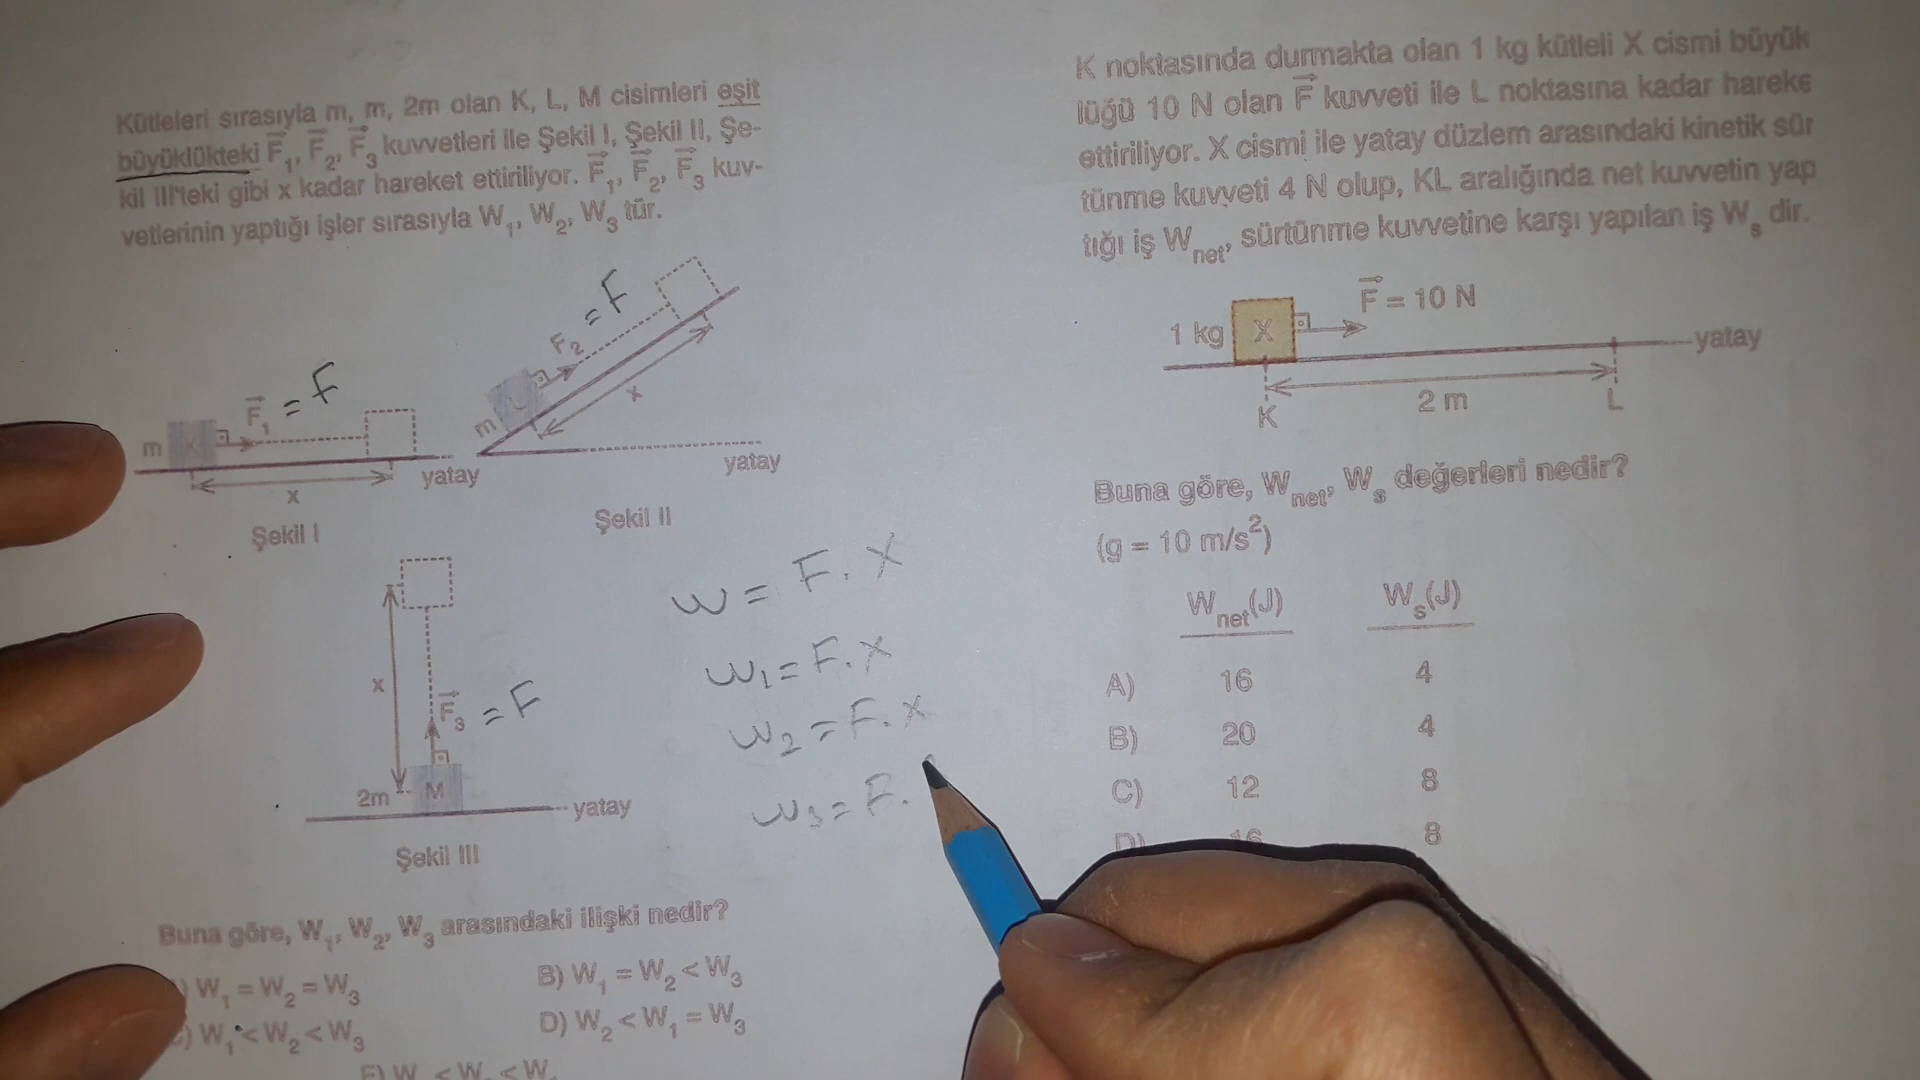 Kütleleri sırasıyla m, m, 2m olan K, L, M cisimleri eşit
büyüklükteki F₁, F₂, F₃ kuvvetleri ile Şekil I, Şekil II, Şe-
kil III'teki gibi x kadar hareket ettiriliyor. F₁, F₂, F₃ kuv-
vetlerinin yaptığı işler sırasıyla W₁, W₂, W₃ tür.
m K F₁ = F
x
yatay
Şekil I
m L F₂ = F
x
yatay
Şekil II
x
F₃ = F
2m M
yatay
Şekil III
W = F. X
W₁ = F. X
W₂ = F. X
W₃ = F.
Buna göre, W₁, W₂, W₃ arasındaki ilişki nedir?
) W₁ = W₂ = W₃
B) W₁ = W₂ < W₃
) W₁ < W₂ < W₃
D) W₂ < W₁ = W₃
K noktasında durmakta olan 1 kg kütleli X cismi büyük
lüğü 10 N olan F kuvveti ile L noktasına kadar hareke
ettiriliyor. X cismi ile yatay düzlem arasındaki kinetik sür
tünme kuvveti 4 N olup, KL aralığında net kuvvetin yap
tığı iş Wnet, sürtünme kuvvetine karşı yapılan iş Ws dir.
1 kg X F = 10 N
yatay
K 2 m L
Buna göre, Wnet, Ws değerleri nedir?
(g = 10 m/s²)
Wnet(J) Ws(J)
A) 16 4
B) 20 4
C) 12 8
D) 16 8